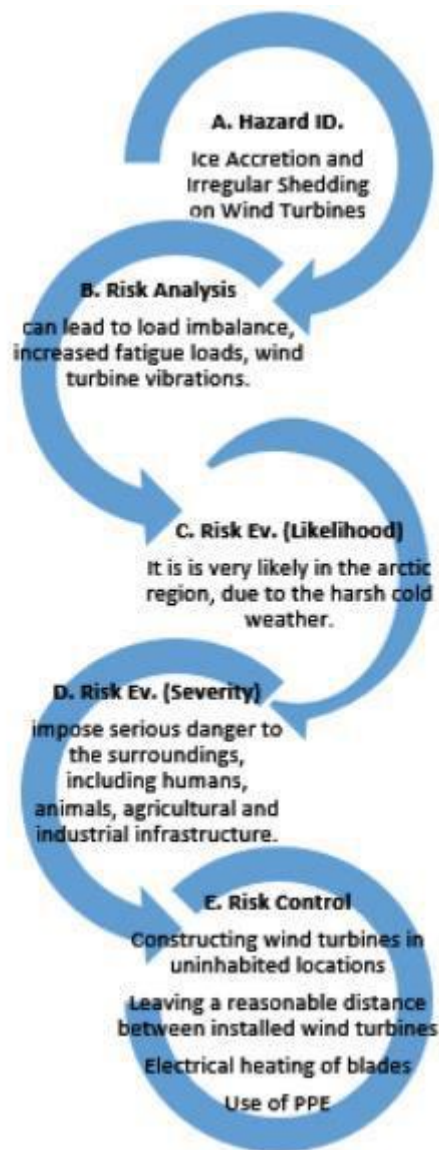 A. Hazard ID.
Ice Accretion and
Irregular Shedding
on Wind Turbines
B. Risk Analysis
can lead to load imbalance,
increased fatigue loads, wind
turbine vibrations.
C. Risk Ev. (Likelihood)
It is is very likely in the arctic
region, due to the harsh cold
weather.
D. Risk Ev. (Severity)
impose serious danger to
the surroundings,
including humans,
animals, agricultural and
industrial infrastructure.
E. Risk Control
Constructing wind turbines in
uninhabited locations
Leaving a reasonable distance
between installed wind turbines
Electrical heating of blades
Use of PPE